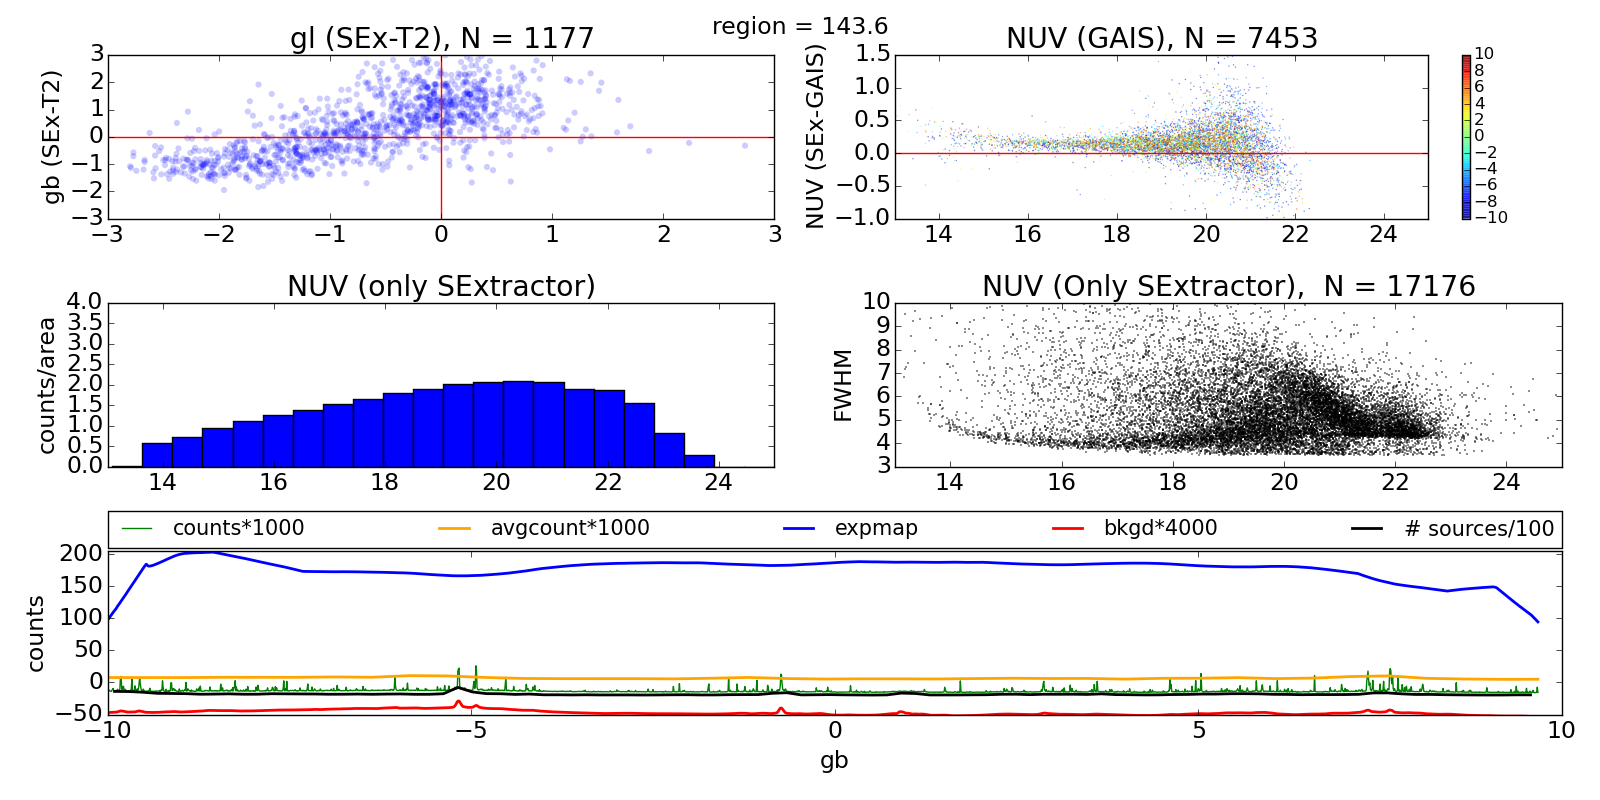 region = 143.6
gl (SEx-T2), N = 1177
gb (SEx-T2)
3
2
1
0
−1
−2
−3
−3 −2 −1 0 1 2 3
NUV (GAIS), N = 7453
NUV (SEx-GAIS)
1.5
1.0
0.5
0.0
−0.5
−1.0
14 16 18 20 22 24
10
8
6
4
2
0
−2
−4
−6
−8
−10
NUV (only SExtractor)
counts/area
4.0
3.5
3.0
2.5
2.0
1.5
1.0
0.5
0.0
14 16 18 20 22 24
NUV (Only SExtractor),  N = 17176
FWHM
10
9
8
7
6
5
4
3
14 16 18 20 22 24
counts*1000 avgcount*1000 expmap bkgd*4000 # sources/100
counts
200
150
100
50
0
−50
−10 −5 0 5 10
gb